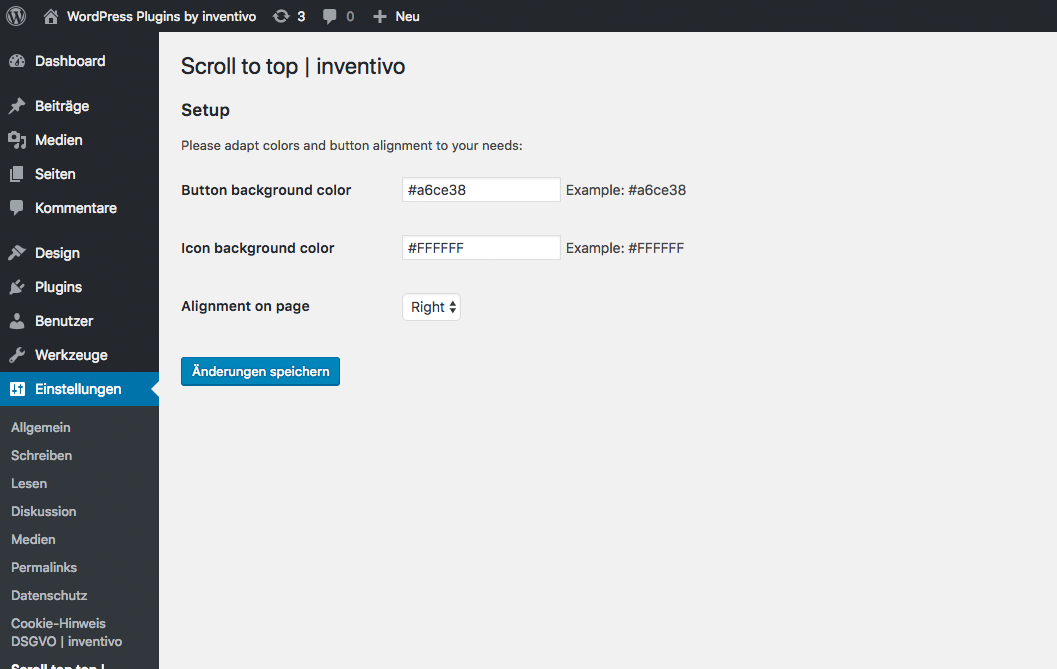 WordPress Plugins by inventivo 3 0 Neu
Dashboard
Beiträge
Medien
Seiten
Kommentare
Design
Plugins
Benutzer
Werkzeuge
Einstellungen
Allgemein
Schreiben
Lesen
Diskussion
Medien
Permalinks
Datenschutz
Cookie-Hinweis
DSGVO | inventivo
Scroll top top |
Scroll to top | inventivo
Setup
Please adapt colors and button alignment to your needs:
Button background color #a6ce38 Example: #a6ce38
Icon background color #FFFFFF Example: #FFFFFF
Alignment on page Right
Änderungen speichern